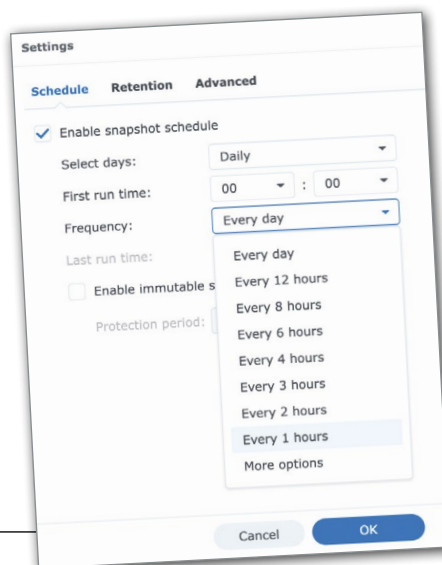 Settings
Schedule Retention Advanced
Enable snapshot schedule
Select days: Daily
First run time: 00 : 00
Frequency: Every day
Last run time:
Every day
Enable immutable s
Every 12 hours
Every 8 hours
Protection period:
Every 6 hours
Every 4 hours
Every 3 hours
Every 2 hours
Every 1 hours
More options
Cancel OK